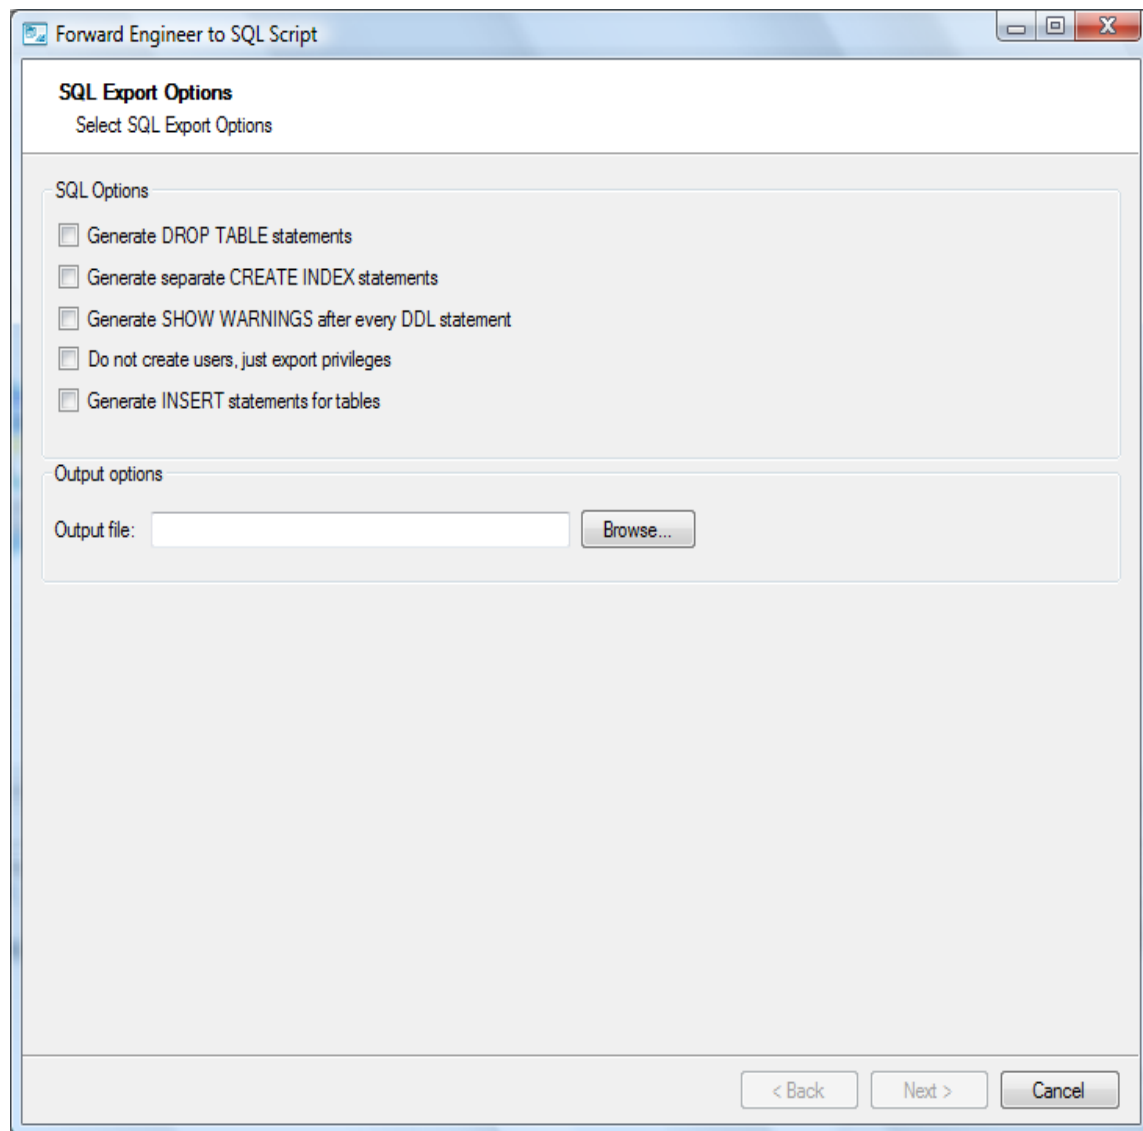 Forward Engineer to SQL Script
SQL Export Options
Select SQL Export Options
SQL Options
Generate DROP TABLE statements
Generate separate CREATE INDEX statements
Generate SHOW WARNINGS after every DDL statement
Do not create users, just export privileges
Generate INSERT statements for tables
Output options
Output file: Browse...
< Back Next > Cancel